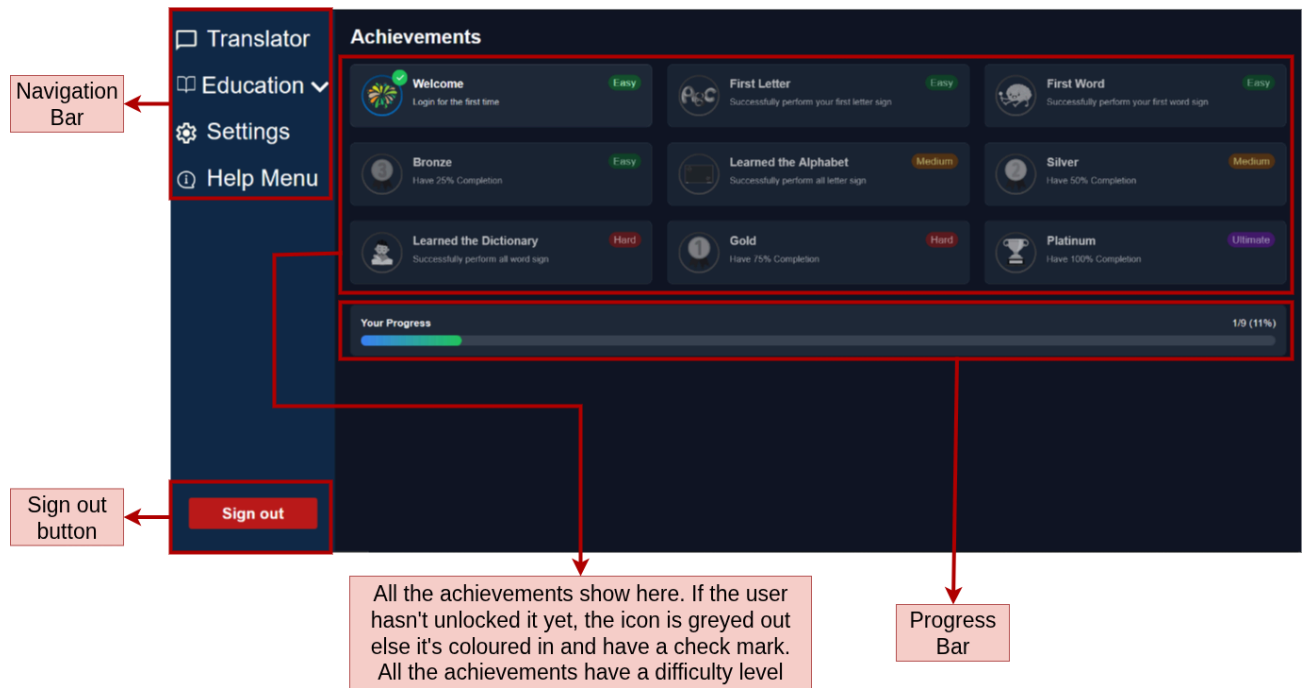 Translator
Education
Settings
Help Menu
Navigation
Bar
Achievements
Welcome
Easy
Login for the first time
First Letter
Easy
Successfully perform your first letter sign
First Word
Easy
Successfully perform your first word sign
3
Bronze
Easy
Have 25% Completion
Learned the Alphabet
Medium
Successfully perform all letter sign
2
Silver
Medium
Have 50% Completion
Learned the Dictionary
Hard
Successfully perform all word sign
1
Gold
Hard
Have 75% Completion
Platinum
Ultimate
Have 100% Completion
Your Progress
1/9 (11%)
Sign out
Sign out
button
All the achievements show here. If the user
hasn't unlocked it yet, the icon is greyed out
else it's coloured in and have a check mark.
All the achievements have a difficulty level
Progress
Bar